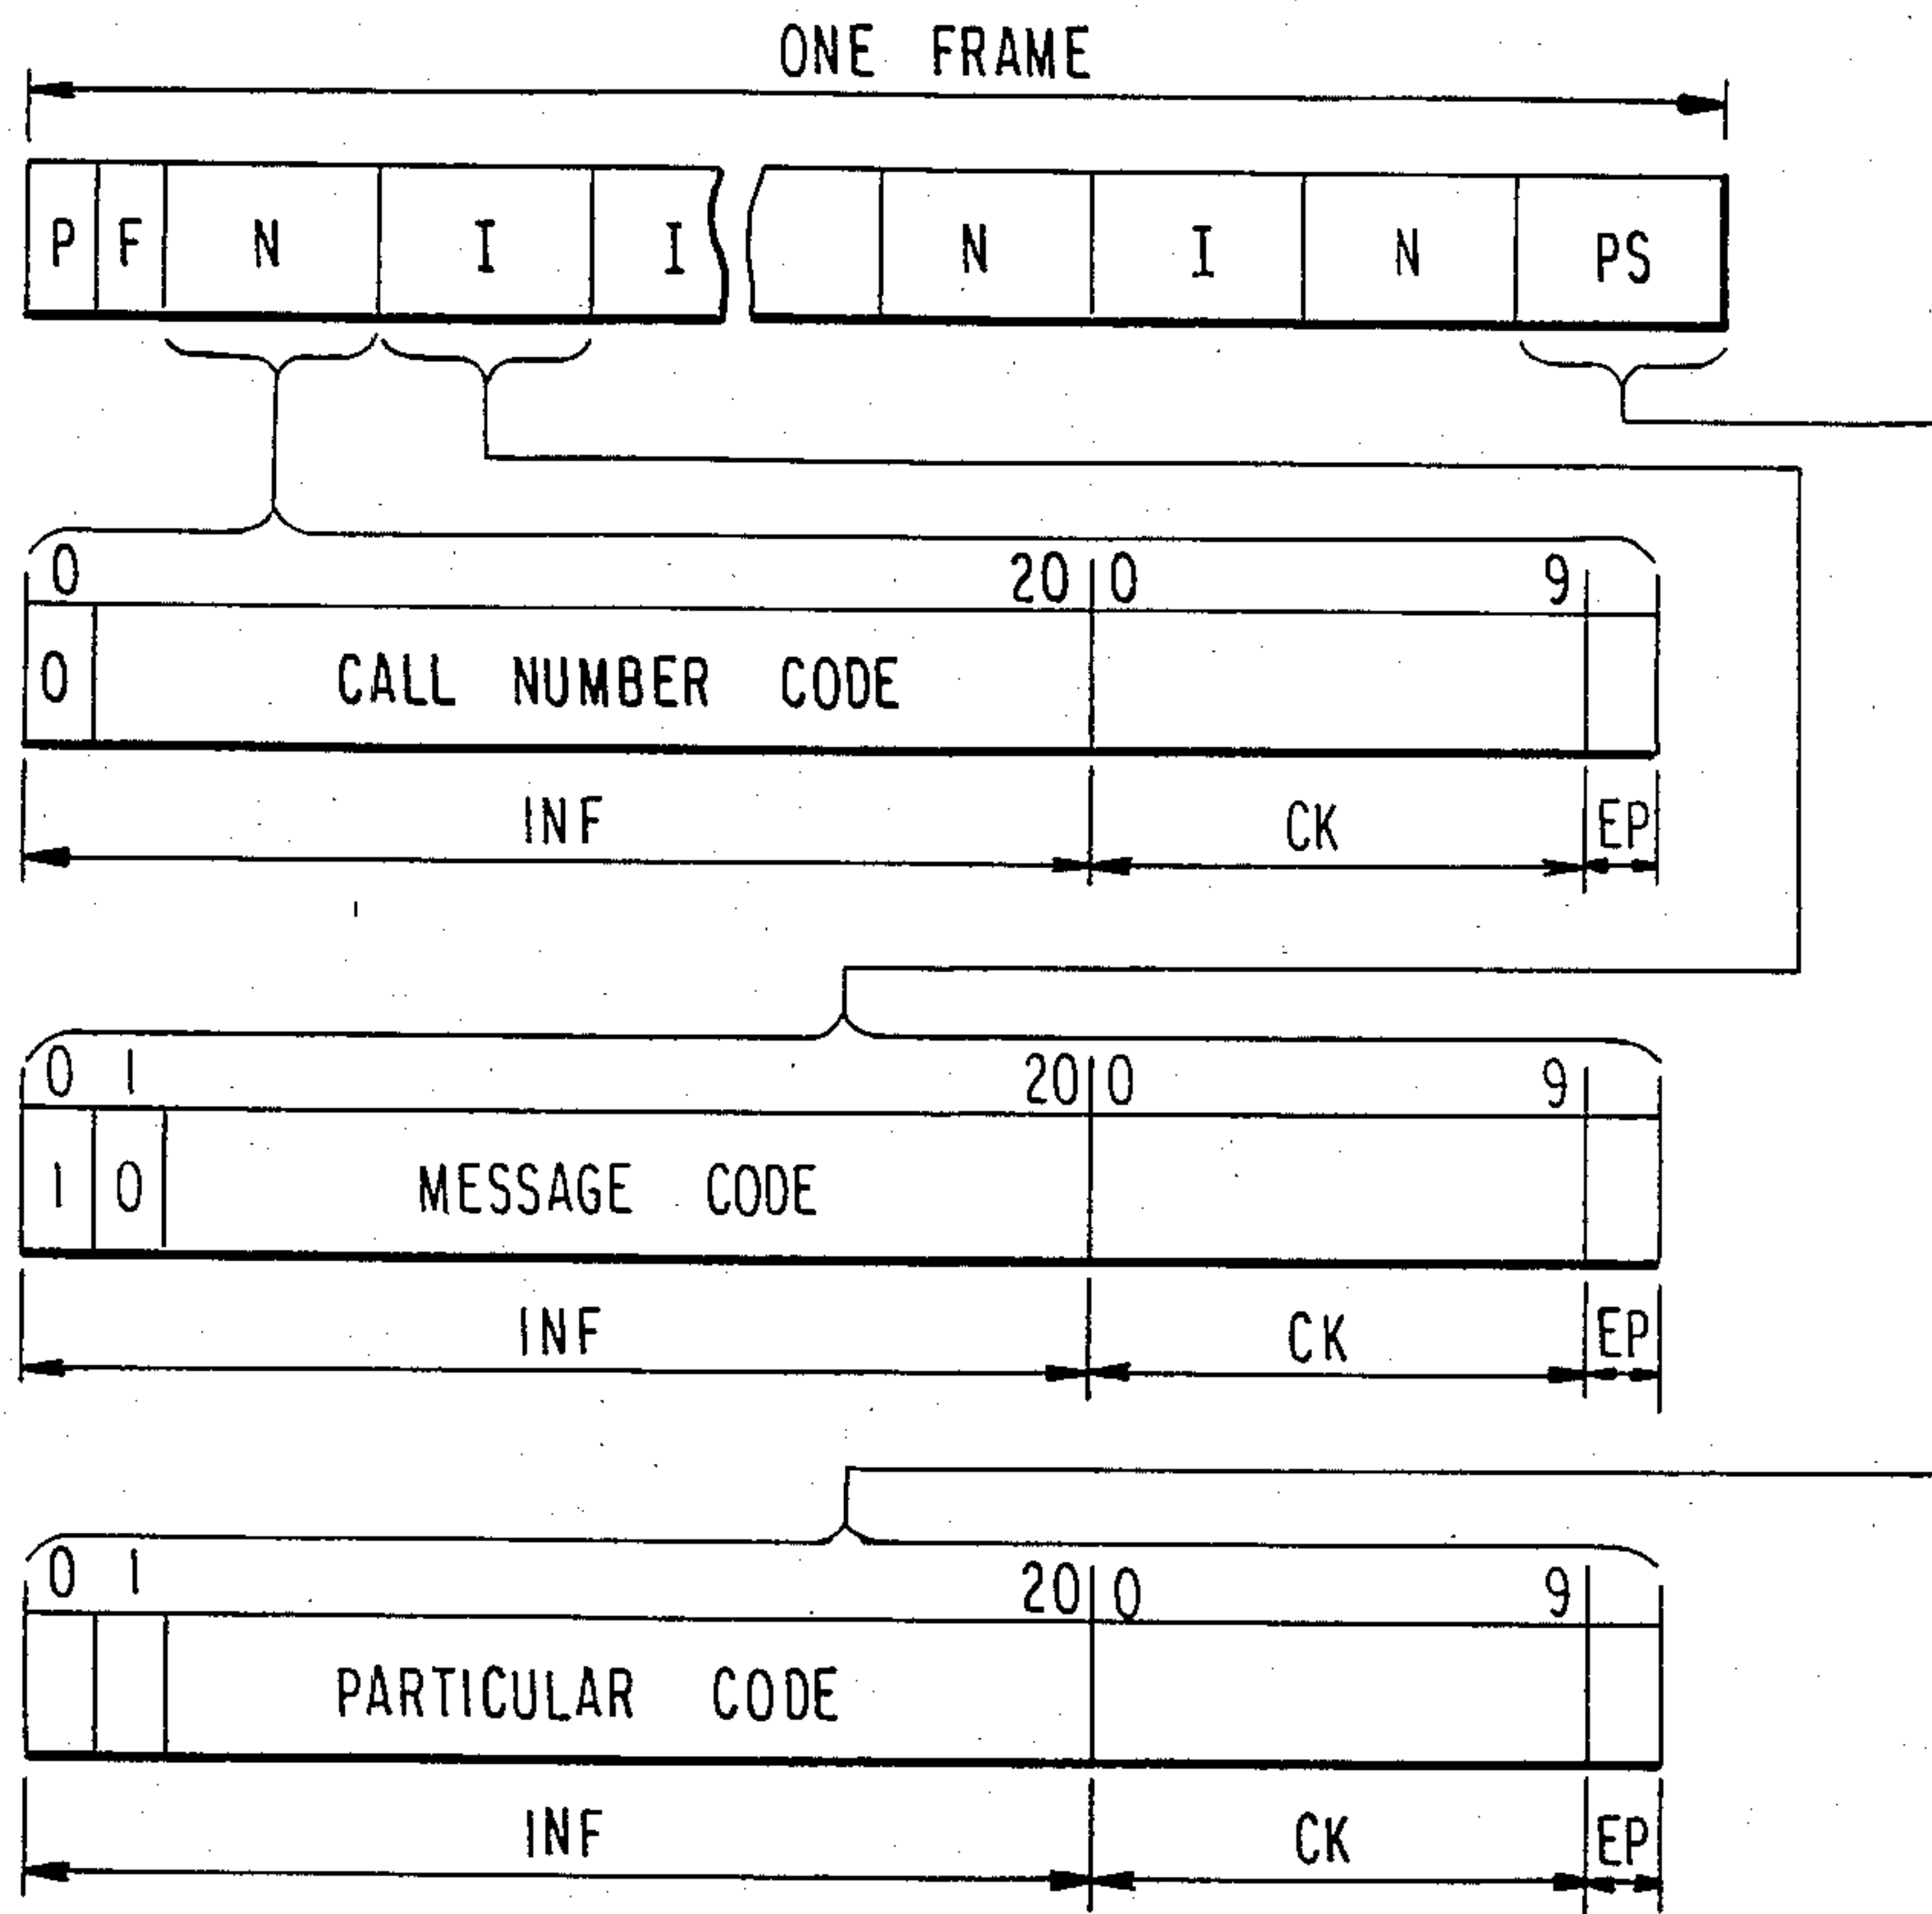 ONE FRAME
P F N I I N I N PS
0 20 0 9
0 CALL NUMBER CODE
INF CK EP
0 1 20 0 9
1 0 MESSAGE CODE
INF CK EP
0 1 20 0 9
PARTICULAR CODE
INF CK EP